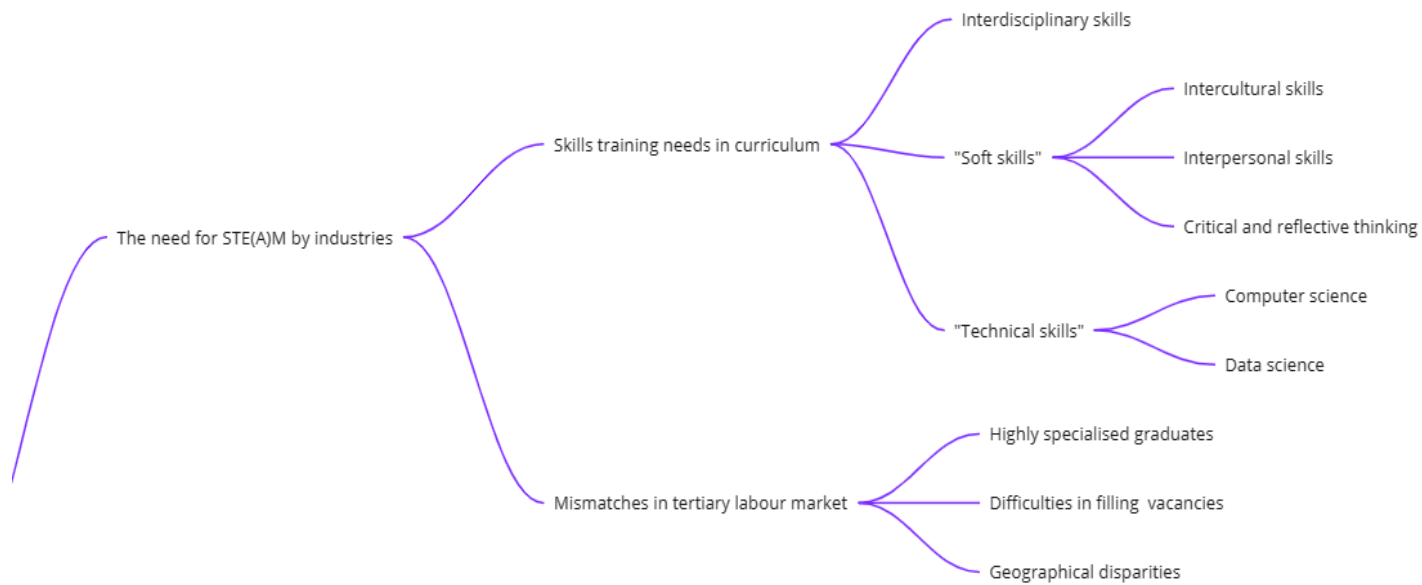 Interdisciplinary skills
Intercultural skills
Skills training needs in curriculum
"Soft skills"
Interpersonal skills
Critical and reflective thinking
The need for STE(A)M by industries
Computer science
"Technical skills"
Data science
Highly specialised graduates
Mismatches in tertiary labour market
Difficulties in filling  vacancies
Geographical disparities